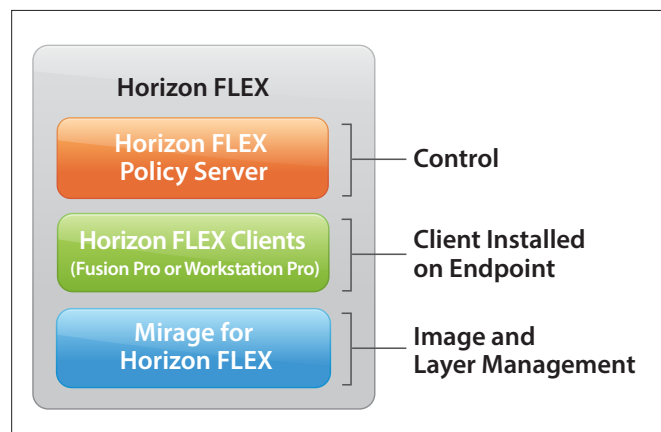 Horizon FLEX
Horizon FLEX
Policy Server
Control
Horizon FLEX Clients
(Fusion Pro or Workstation Pro)
Client Installed
on Endpoint
Mirage for
Horizon FLEX
Image and
Layer Management